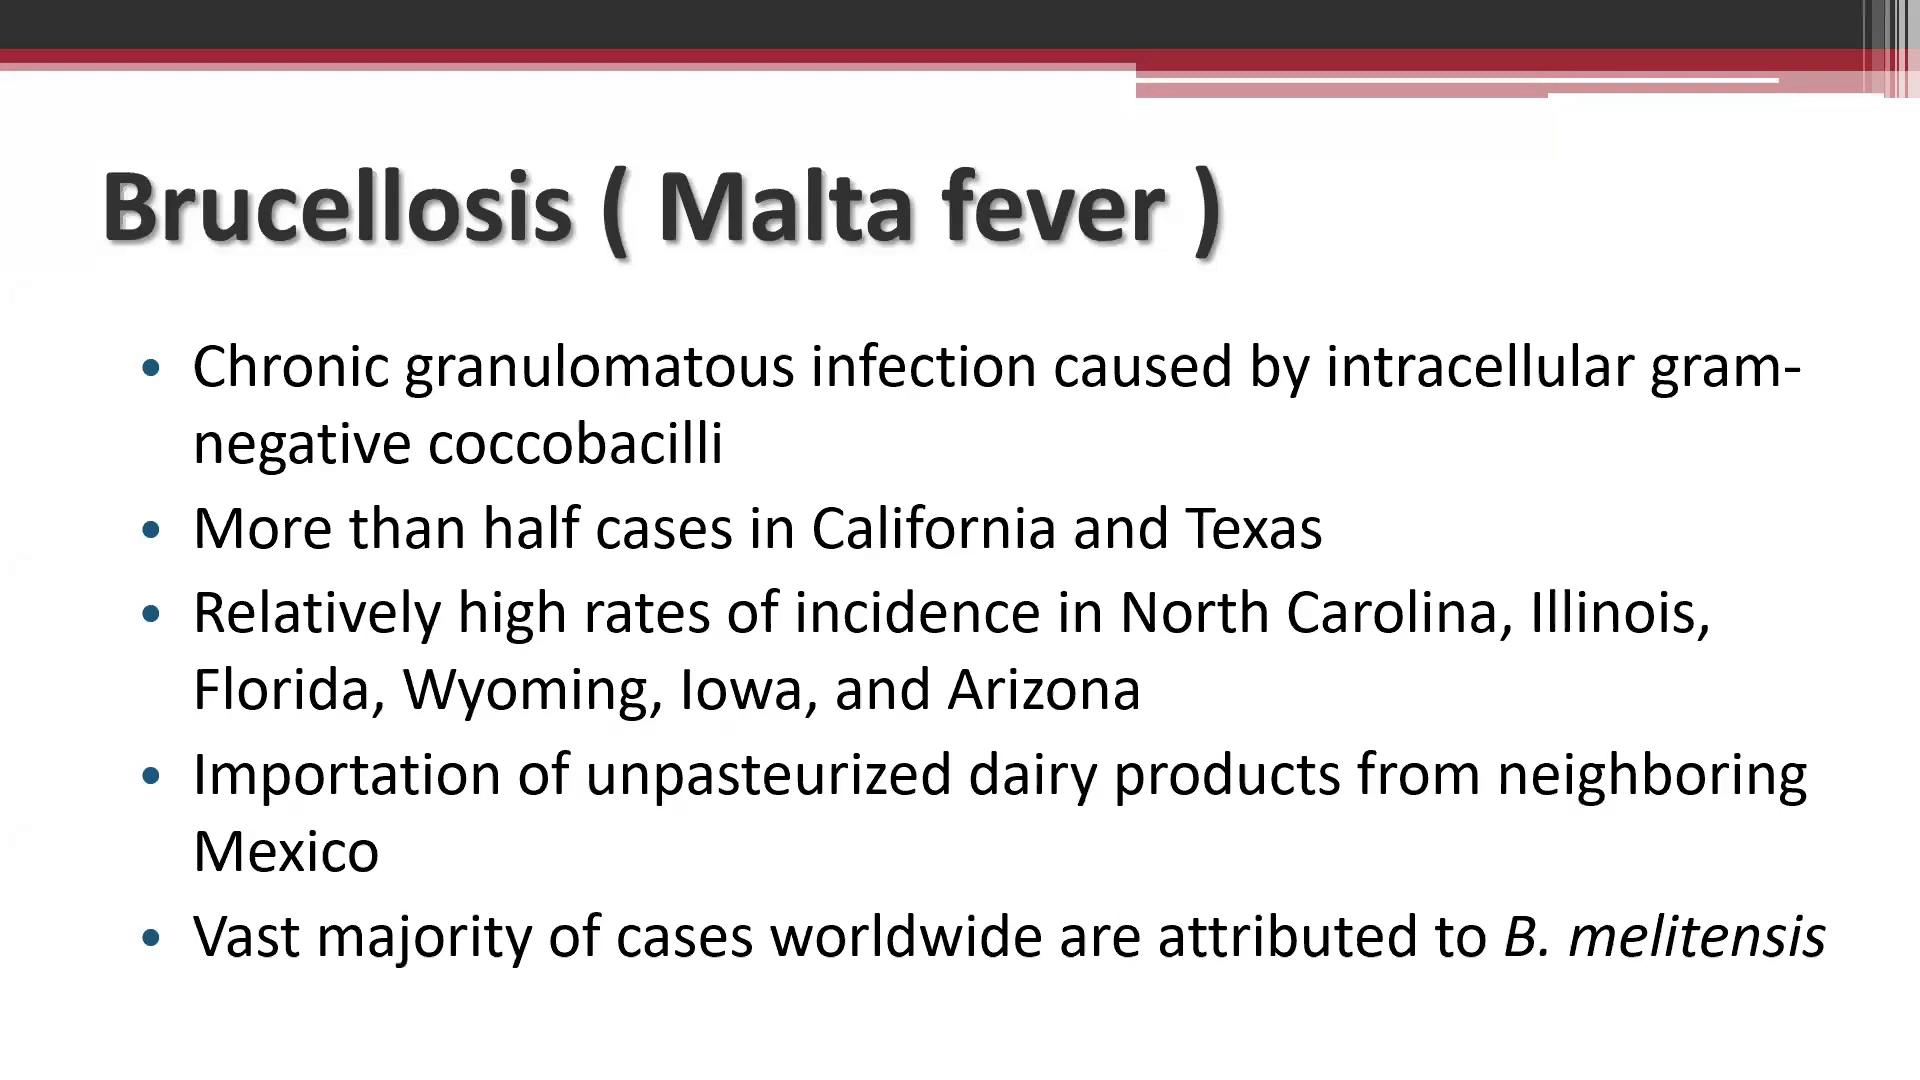 Brucellosis ( Malta fever )
• Chronic granulomatous infection caused by intracellular gram-
negative coccobacilli
• More than half cases in California and Texas
• Relatively high rates of incidence in North Carolina, Illinois,
Florida, Wyoming, Iowa, and Arizona
• Importation of unpasteurized dairy products from neighboring
Mexico
• Vast majority of cases worldwide are attributed to B. melitensis